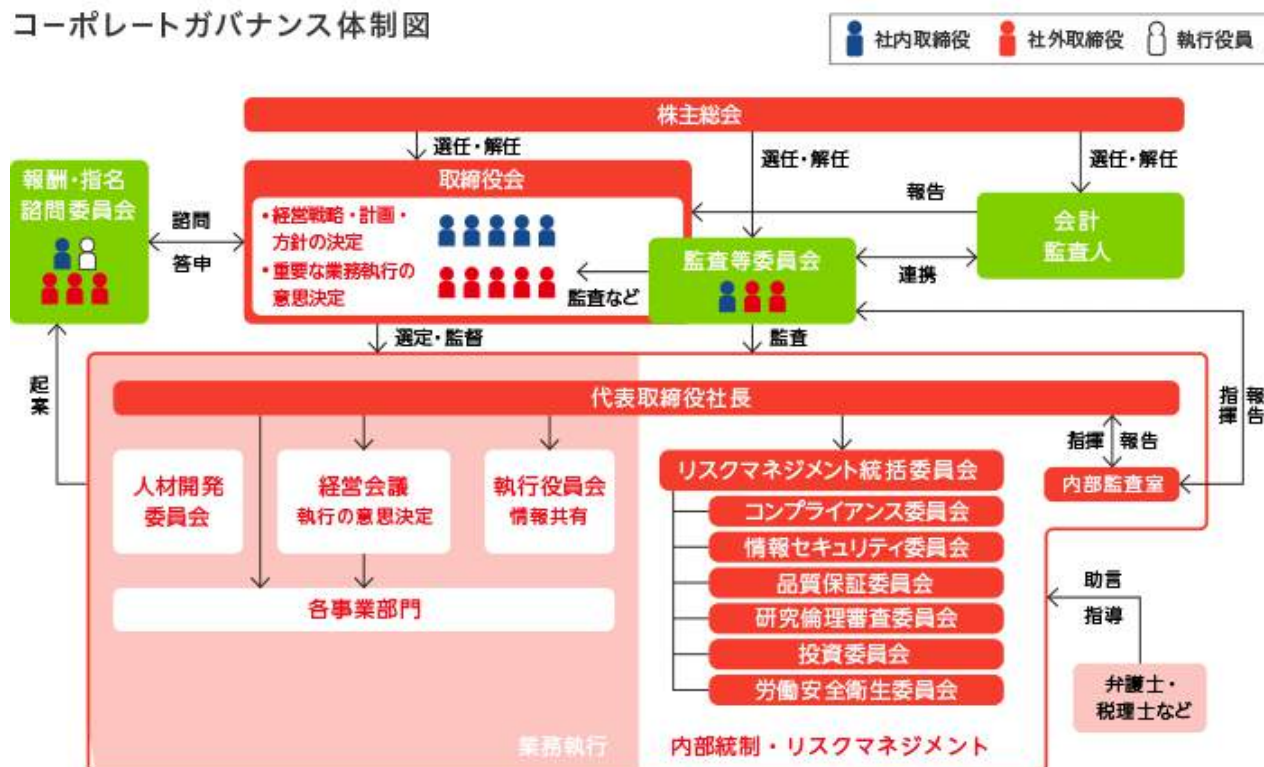 コーポレートガバナンス体制図
社内取締役
社外取締役
執行役員
株主総会
選任・解任
選任・解任
選任・解任
報酬・指名
諮問委員会
諮問
答申
取締役会
・経営戦略・計画・
方針の決定
・重要な業務執行の
意思決定
監査など
監査等委員会
報告
連携
会計
監査人
選定・監督
監査
起案
指揮
報告
代表取締役社長
指揮
報告
人材開発
委員会
経営会議
執行の意思決定
執行役員会
情報共有
各事業部門
リスクマネジメント統括委員会
コンプライアンス委員会
情報セキュリティ委員会
品質保証委員会
研究倫理審査委員会
投資委員会
労働安全衛生委員会
内部監査室
助言
指導
弁護士・
税理士など
業務執行
内部統制・リスクマネジメント